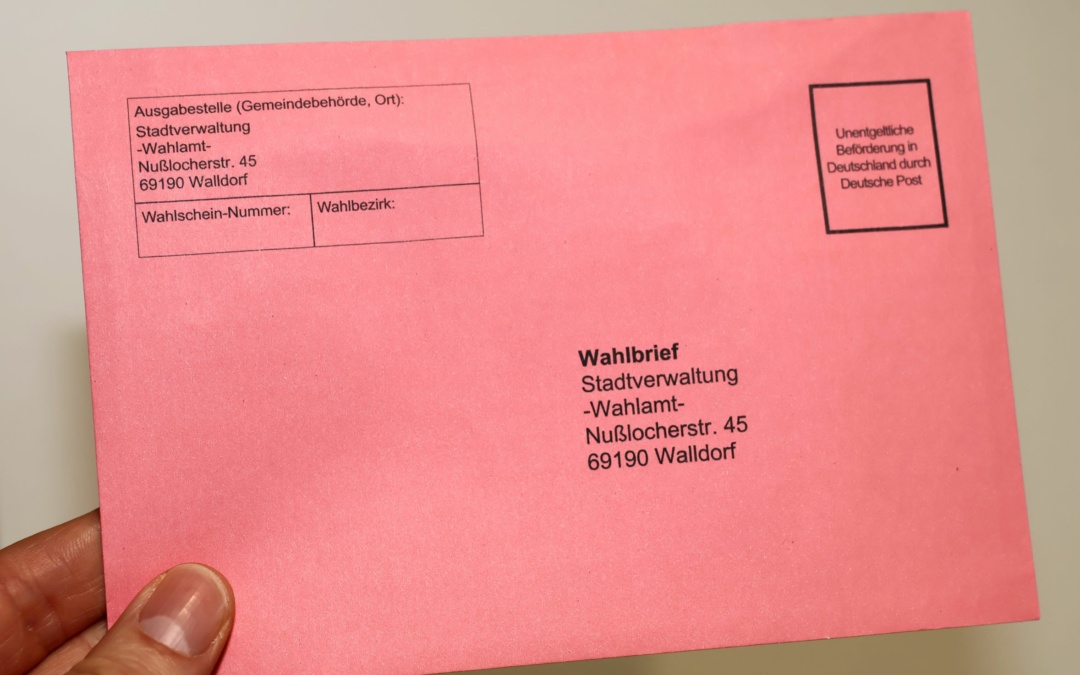 Ausgabestelle (Gemeindebehörde, Ort):
Stadtverwaltung
-Wahlamt-
Nußlocherstr. 45
69190 Walldorf
Wahlschein-Nummer:
Wahlbezirk:
Unentgeltliche
Beförderung in
Deutschland durch
Deutsche Post
Wahlbrief
Stadtverwaltung
-Wahlamt-
Nußlocherstr. 45
69190 Walldorf